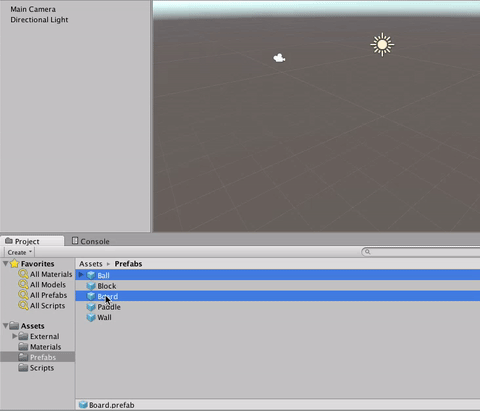 Main Camera
Directional Light
Project
Console
Create
Favorites
All Materials
All Models
All Prefabs
All Scripts
Assets
External
Materials
Prefabs
Scripts
Assets ▸ Prefabs
Ball
Block
Board
Paddle
Wall
Board.prefab